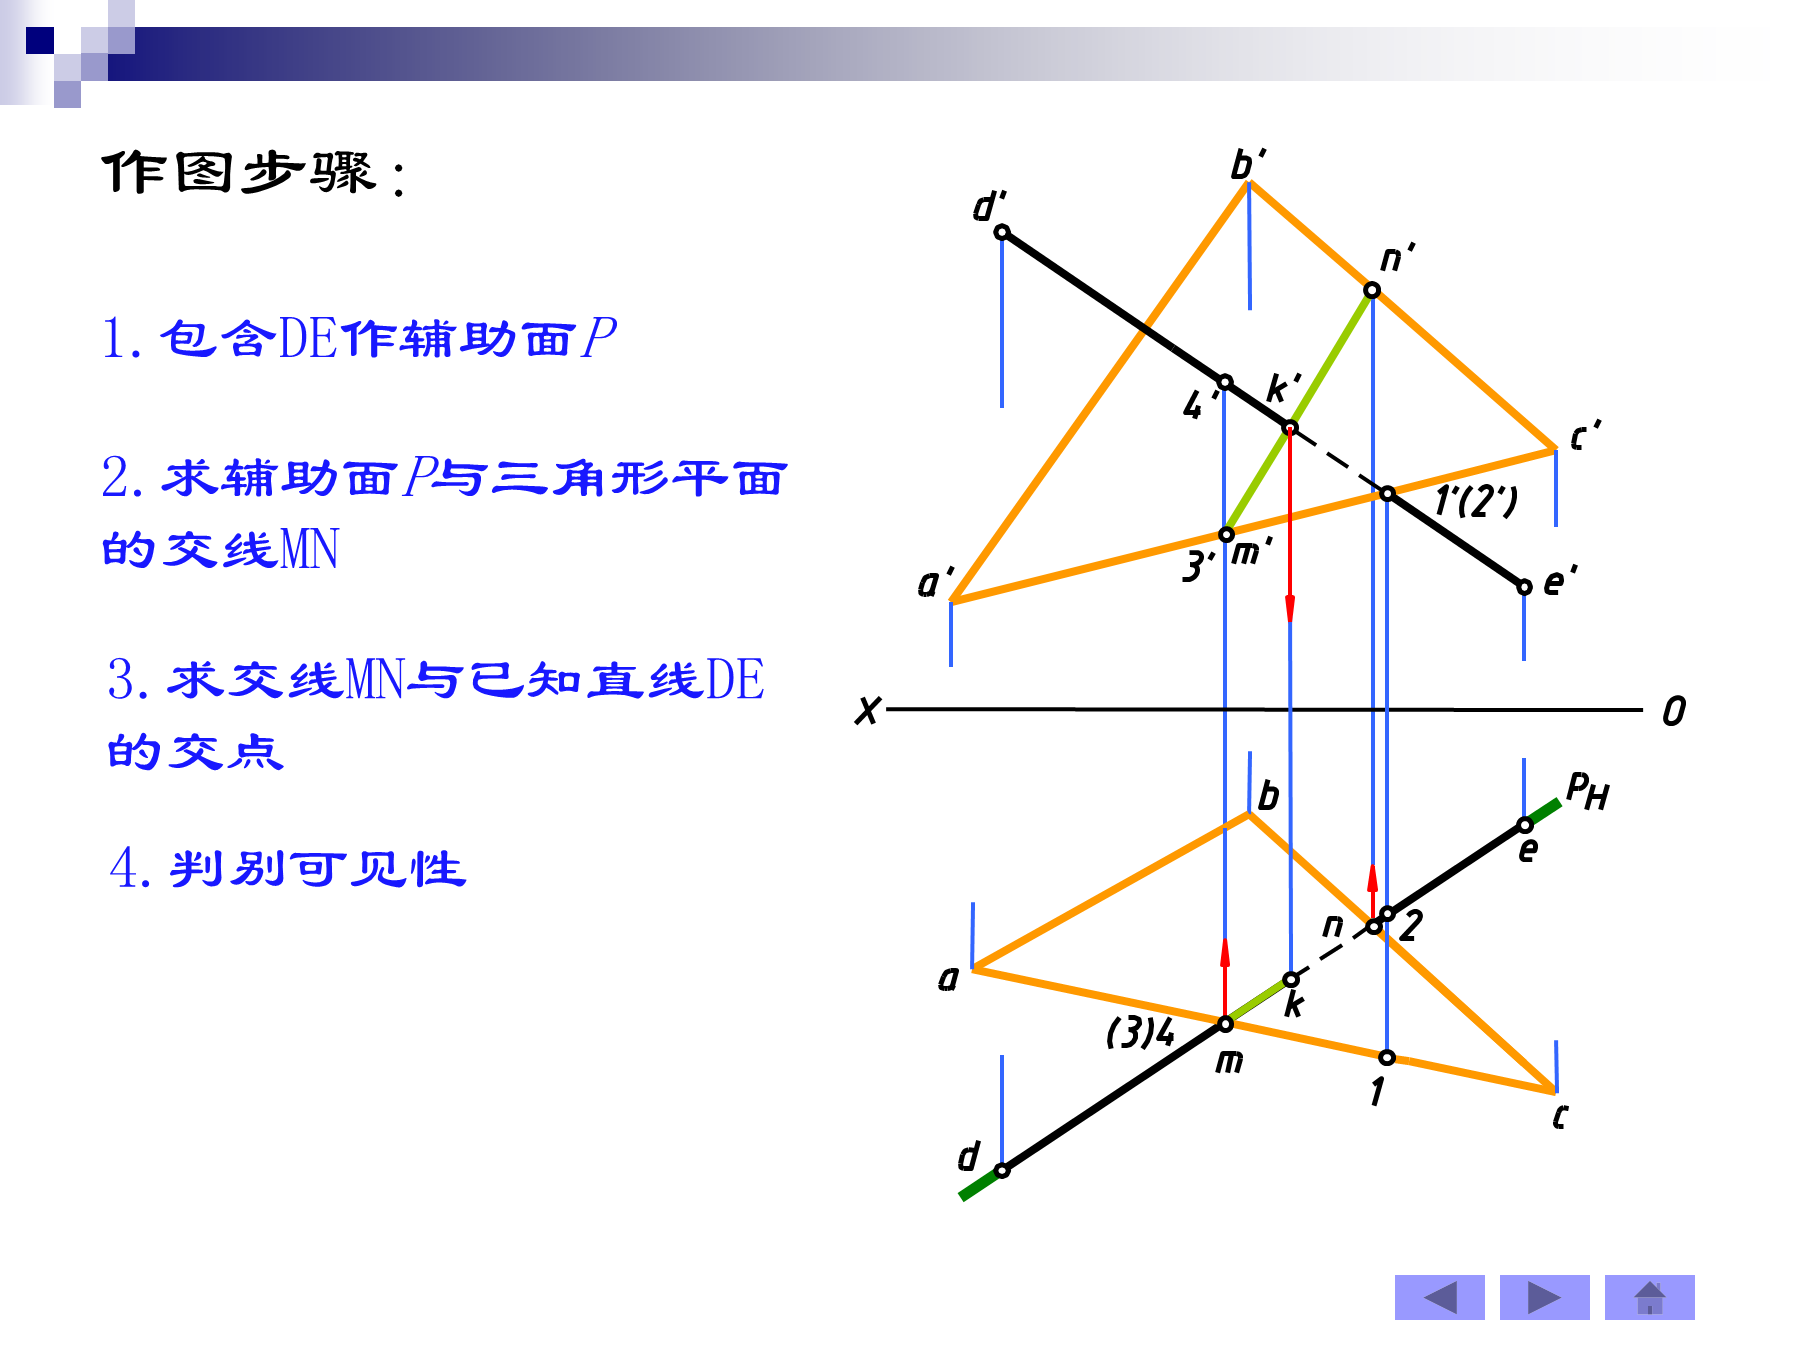 作图步骤:
1.包含DE作辅助面P
2.求辅助面P与三角形平面
的交线MN
3.求交线MN与已知直线DE
的交点
4.判别可见性
b'
d'
n'
4'
k'
c'
1'(2')
3'
m'
a'
e'
X
O
b
PH
e
n
2
a
k
(3)4
m
1
c
d